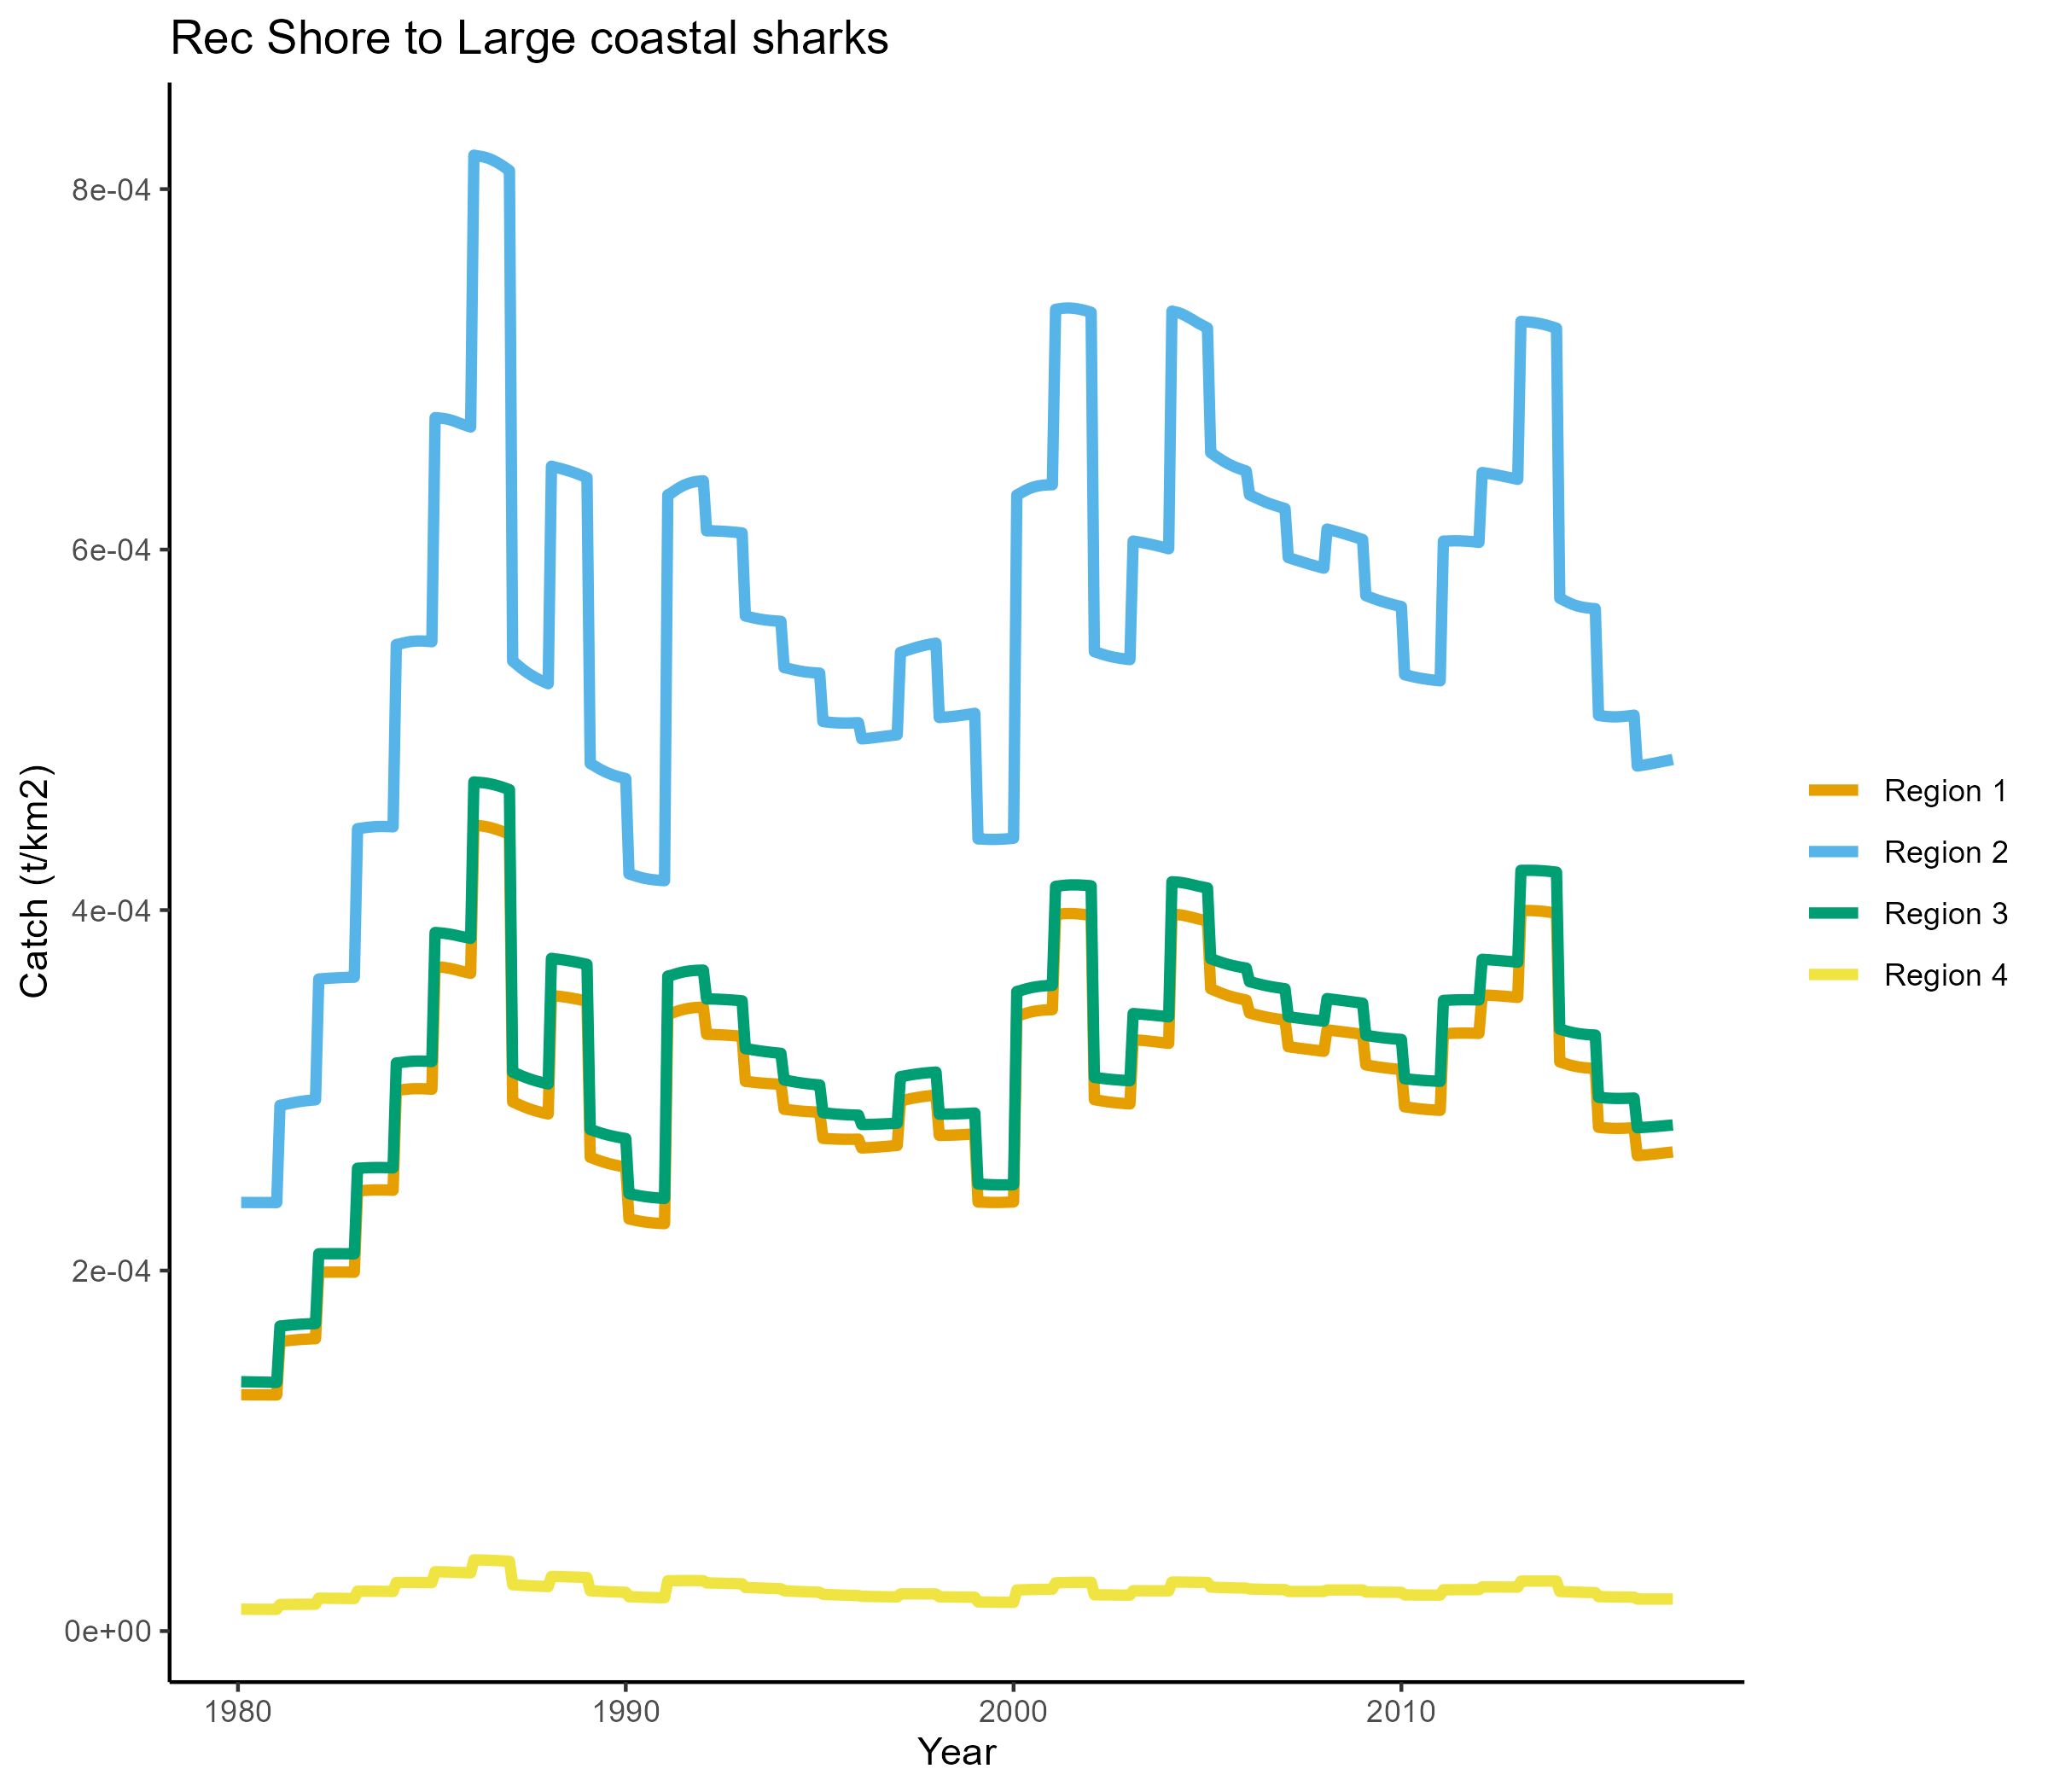 Rec Shore to Large coastal sharks
Catch (t/km2)
8e-04
6e-04
4e-04
2e-04
0e+00
1980
1990
2000
2010
Year
Region 1
Region 2
Region 3
Region 4